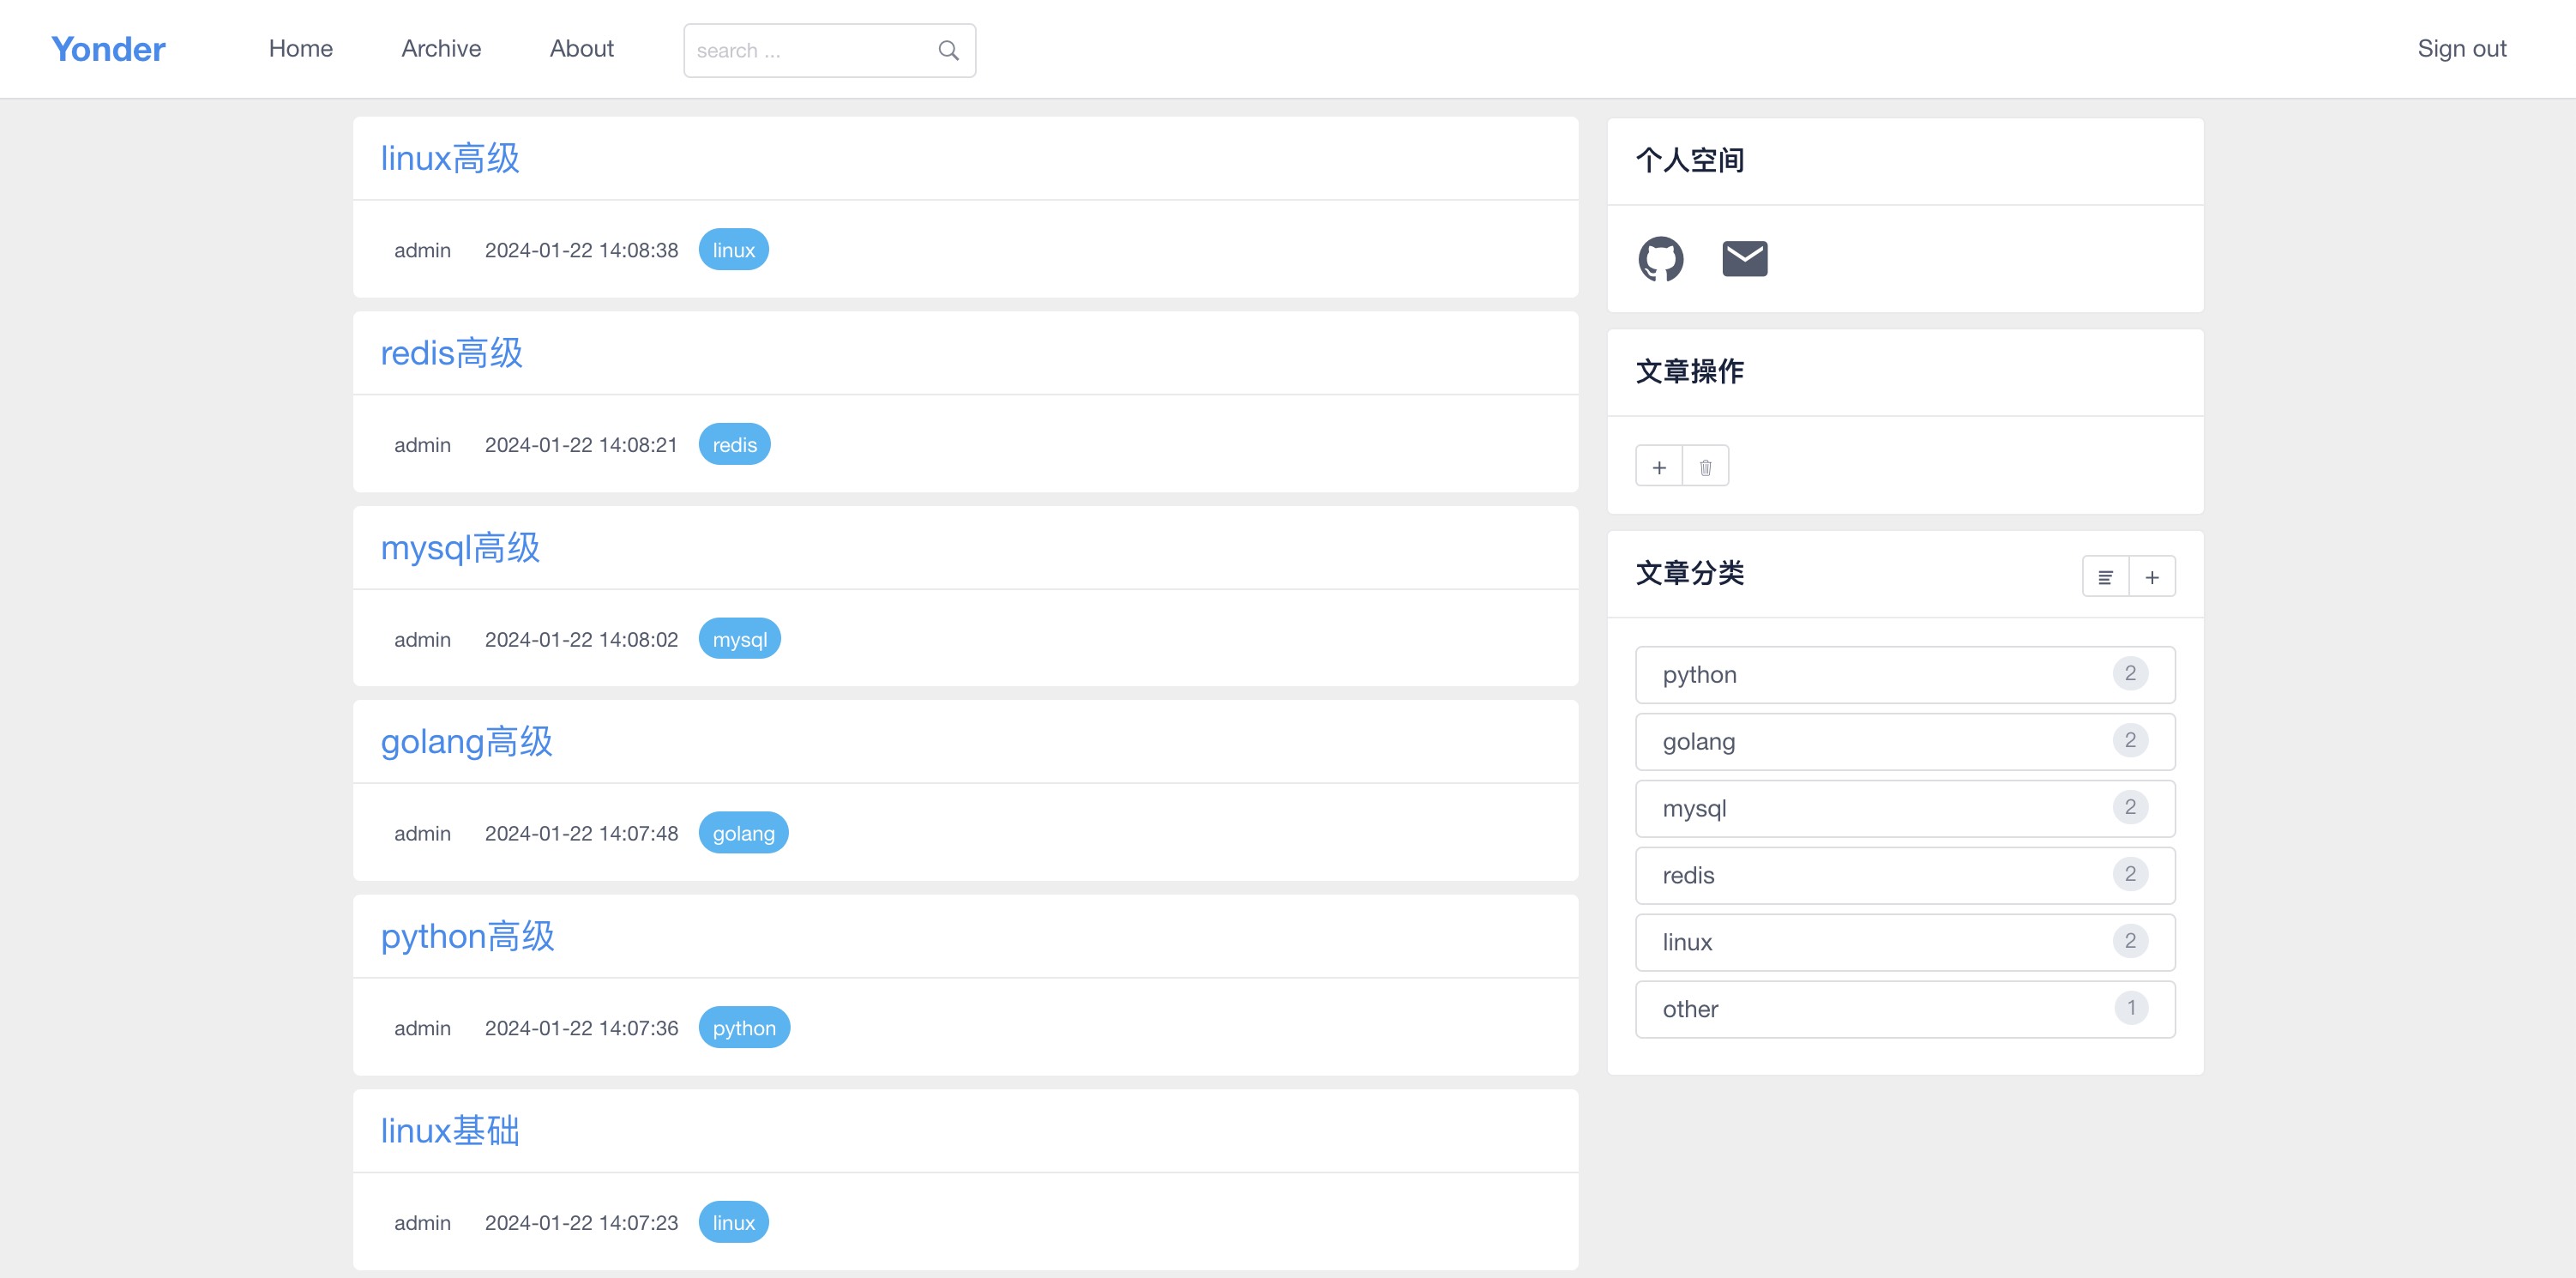 Yonder Home Archive About search ... Sign out
linux高级
admin 2024-01-22 14:08:38 linux
redis高级
admin 2024-01-22 14:08:21 redis
mysql高级
admin 2024-01-22 14:08:02 mysql
golang高级
admin 2024-01-22 14:07:48 golang
python高级
admin 2024-01-22 14:07:36 python
linux基础
admin 2024-01-22 14:07:23 linux
个人空间
文章操作
文章分类
python 2
golang 2
mysql 2
redis 2
linux 2
other 1